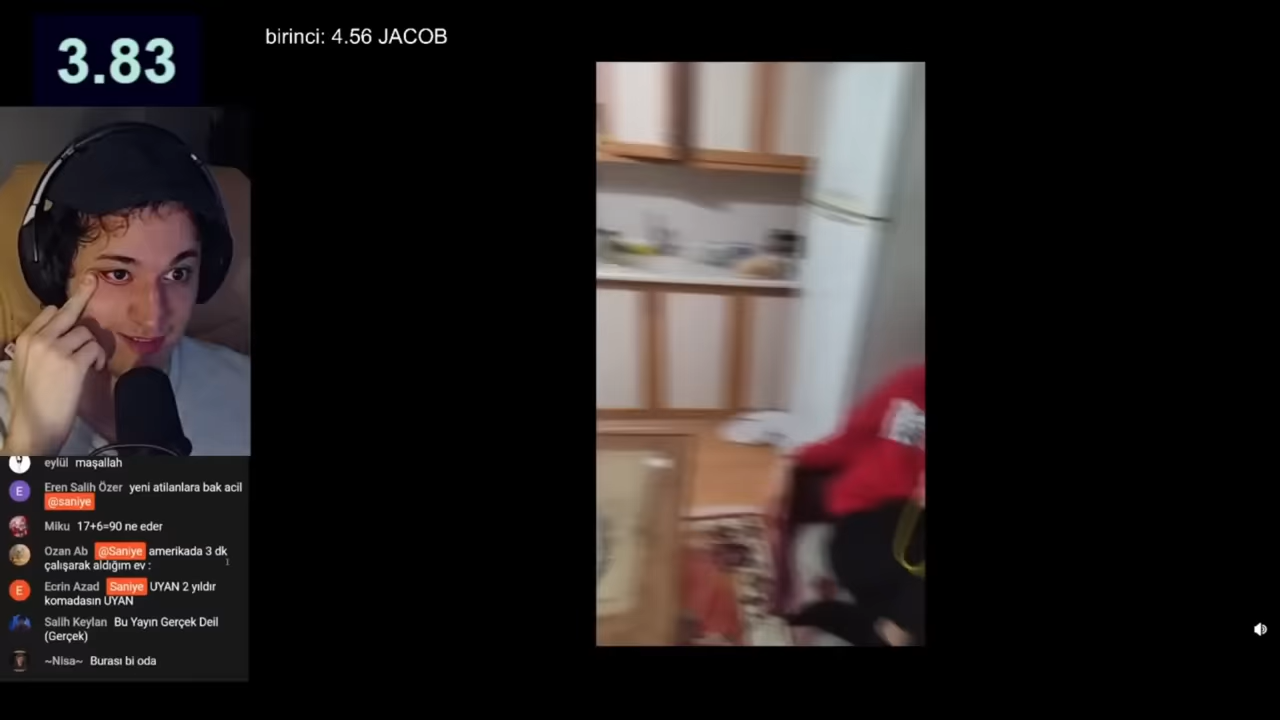 3.83
birinci: 4.56 JACOB
eylül maşallah
E Eren Salih Özer yeni atilanlara bak acil
@saniye
Miku 17+6=90 ne eder
Ozan Ab @Saniye amerikada 3 dk
çalışarak aldığım ev :
E Ecrin Azad Saniye UYAN 2 yıldır
komadasın UYAN
Salih Keylan Bu Yayın Gerçek Deil
(Gerçek)
~Nisa~ Burası bi oda